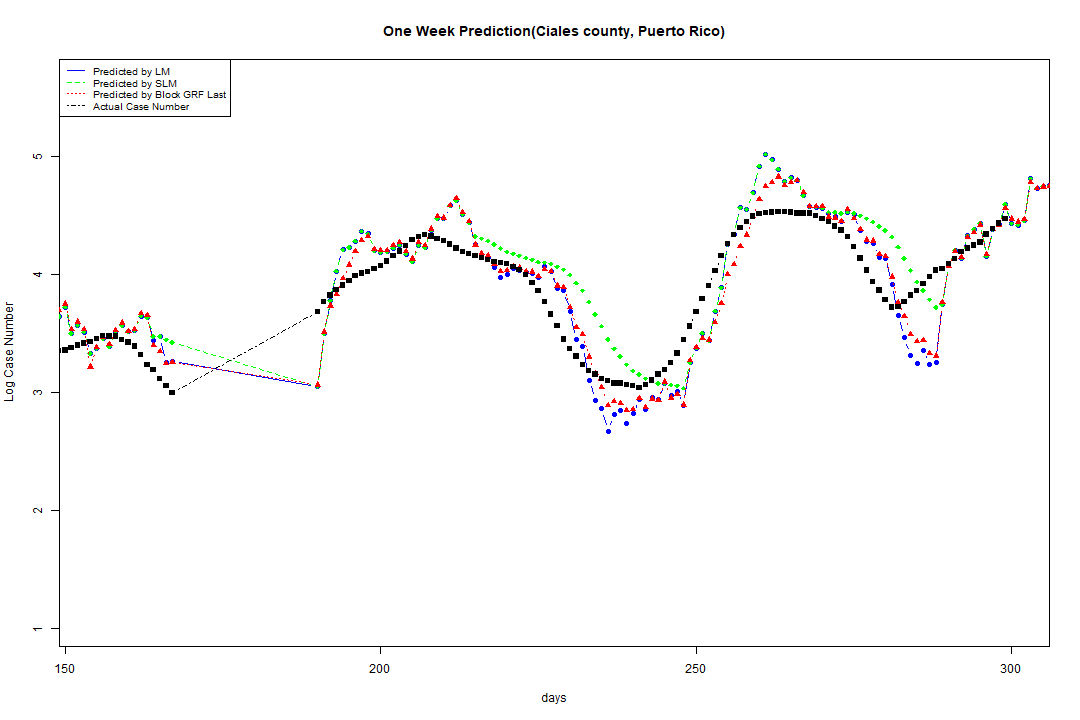 One Week Prediction(Ciales county, Puerto Rico)
Predicted by LM
Predicted by SLM
Predicted by Block GRF Last
Actual Case Number
5
4
3
2
1
Log Case Number
150 200 250 300
days